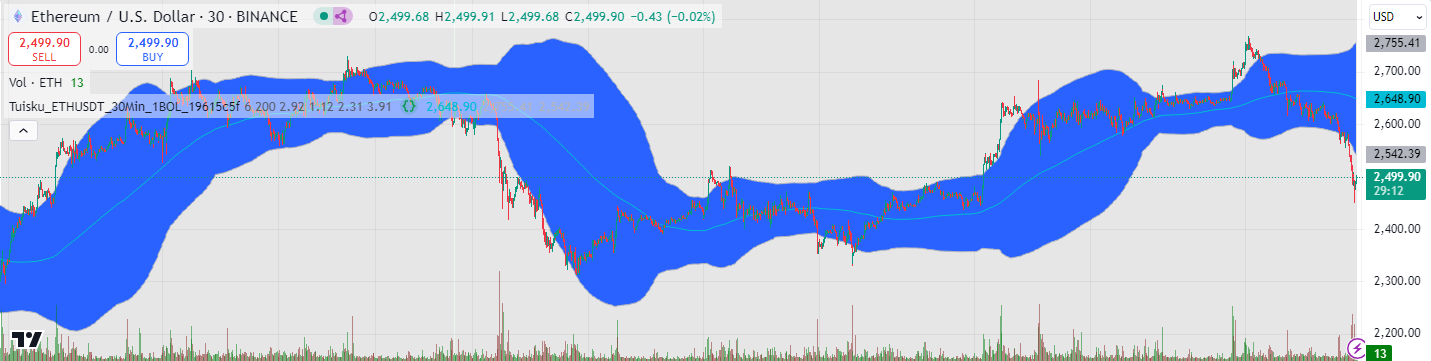 Ethereum / U.S. Dollar · 30 · BINANCE O2,499.68 H2,499.91 L2,499.68 C2,499.90 −0.43 (−0.02%)
USD
2,499.90 SELL 0.00 2,499.90 BUY
Vol · ETH 13
Tuisku_ETHUSDT_30Min_1BOL_19615c5f 6 200 2.92 1.12 2.31 3.91 {} 2,648.90
2,755.41
2,700.00
2,648.90
2,600.00
2,542.39
2,499.90
29:12
2,400.00
2,300.00
2,200.00
13